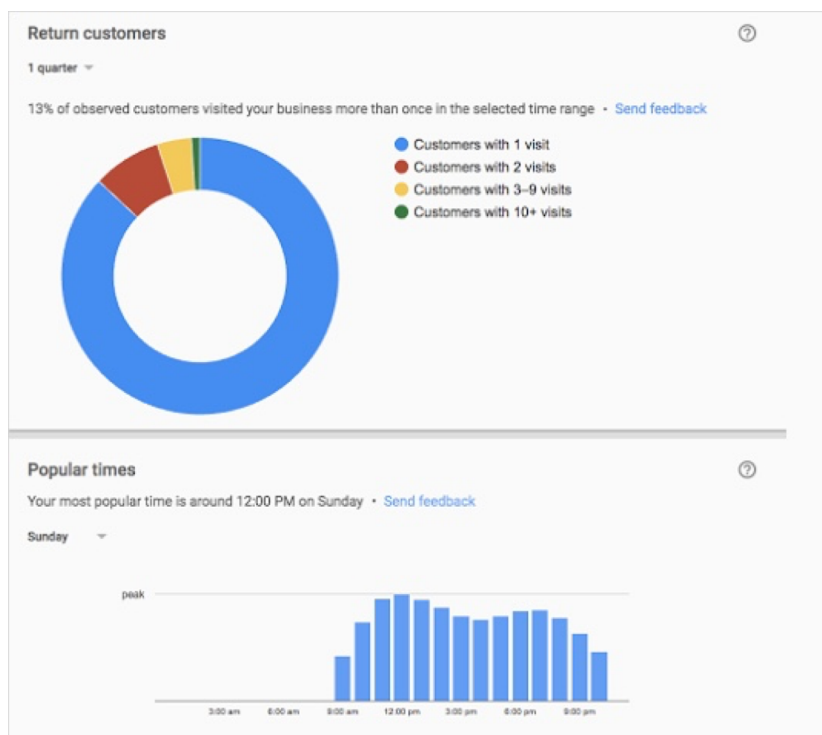 Return customers
1 quarter
13% of observed customers visited your business more than once in the selected time range • Send feedback
Customers with 1 visit
Customers with 2 visits
Customers with 3–9 visits
Customers with 10+ visits
Popular times
Your most popular time is around 12:00 PM on Sunday • Send feedback
Sunday
peak
3:00 am 6:00 am 9:00 am 12:00 pm 3:00 pm 6:00 pm 9:00 pm